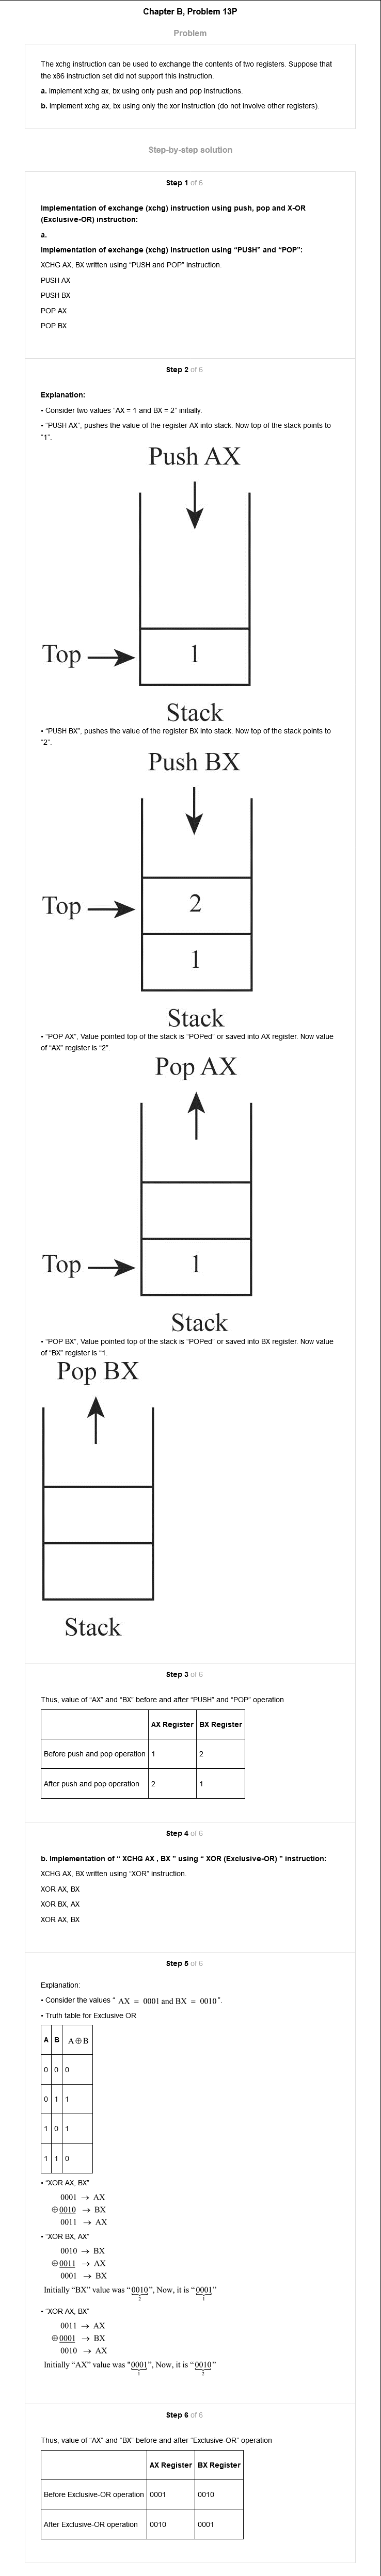 Chapter B, Problem 13P
Problem
The xchg instruction can be used to exchange the contents of two registers. Suppose that
the x86 instruction set did not support this instruction.
a. Implement xchg ax, bx using only push and pop instructions.
b. Implement xchg ax, bx using only the xor instruction (do not involve other registers).
Step-by-step solution
Step 1 of 6
Implementation of exchange (xchg) instruction using push, pop and X-OR
(Exclusive-OR) instruction:
a.
Implementation of exchange (xchg) instruction using “PUSH” and “POP”:
XCHG AX, BX written using “PUSH and POP” instruction.
PUSH AX
PUSH BX
POP AX
POP BX
Step 2 of 6
Explanation:
• Consider two values “AX = 1 and BX = 2” initially.
• “PUSH AX”, pushes the value of the register AX into stack. Now top of the stack points to
“1”.
Push AX
Top
1
Stack
• “PUSH BX”, pushes the value of the register BX into stack. Now top of the stack points to
“2”.
Push BX
Top
2
1
Stack
• “POP AX”, Value pointed top of the stack is “POPed” or saved into AX register. Now value
of “AX” register is “2”.
Pop AX
Top
1
Stack
• “POP BX”, Value pointed top of the stack is “POPed” or saved into BX register. Now value
of “BX” register is “1.
Pop BX
Stack
Step 3 of 6
Thus, value of “AX” and “BX” before and after “PUSH” and “POP” operation
AX Register BX Register
Before push and pop operation 1 2
After push and pop operation 2 1
Step 4 of 6
b. Implementation of “ XCHG AX , BX ” using “ XOR (Exclusive-OR) ” instruction:
XCHG AX, BX written using “XOR” instruction.
XOR AX, BX
XOR BX, AX
XOR AX, BX
Step 5 of 6
Explanation:
• Consider the values “ AX = 0001 and BX = 0010 ”.
• Truth table for Exclusive OR
A B A⊕B
0 0 0
0 1 1
1 0 1
1 1 0
• “XOR AX, BX”
0001 → AX
⊕0010 → BX
0011 → AX
• “XOR BX, AX”
0010 → BX
⊕0011 → AX
0001 → BX
Initially “BX” value was “0010”, Now, it is “0001”
2 1
• “XOR AX, BX”
0011 → AX
⊕0001 → BX
0010 → AX
Initially “AX” value was "0001”, Now, it is “0010”
1 2
Step 6 of 6
Thus, value of “AX” and “BX” before and after “Exclusive-OR” operation
AX Register BX Register
Before Exclusive-OR operation 0001 0010
After Exclusive-OR operation 0010 0001